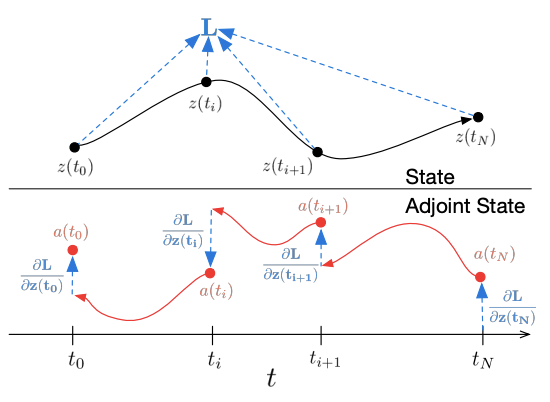 L
z(t_i)
z(t_0)
z(t_{i+1})
z(t_N)
State
Adjoint State
a(t_0)
∂L/∂z(t_0)
∂L/∂z(t_i)
a(t_i)
a(t_{i+1})
∂L/∂z(t_{i+1})
a(t_N)
∂L/∂z(t_N)
t_0 t_i t_{i+1} t_N
t